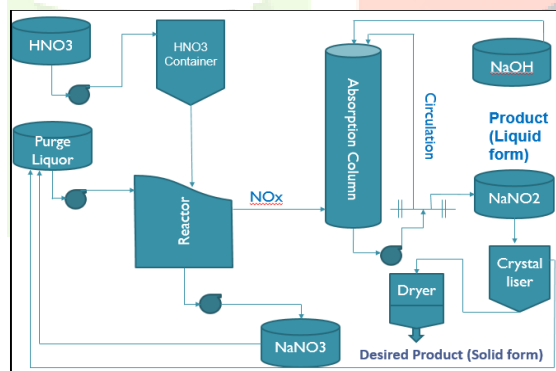 HNO3
HNO3
Container
NaOH
Purge
Liquor
Absorption Column
Circulation
Product
(Liquid
form)
NOx
Reactor
NaNO2
Crystal
liser
Dryer
NaNO3
Desired Product (Solid form)